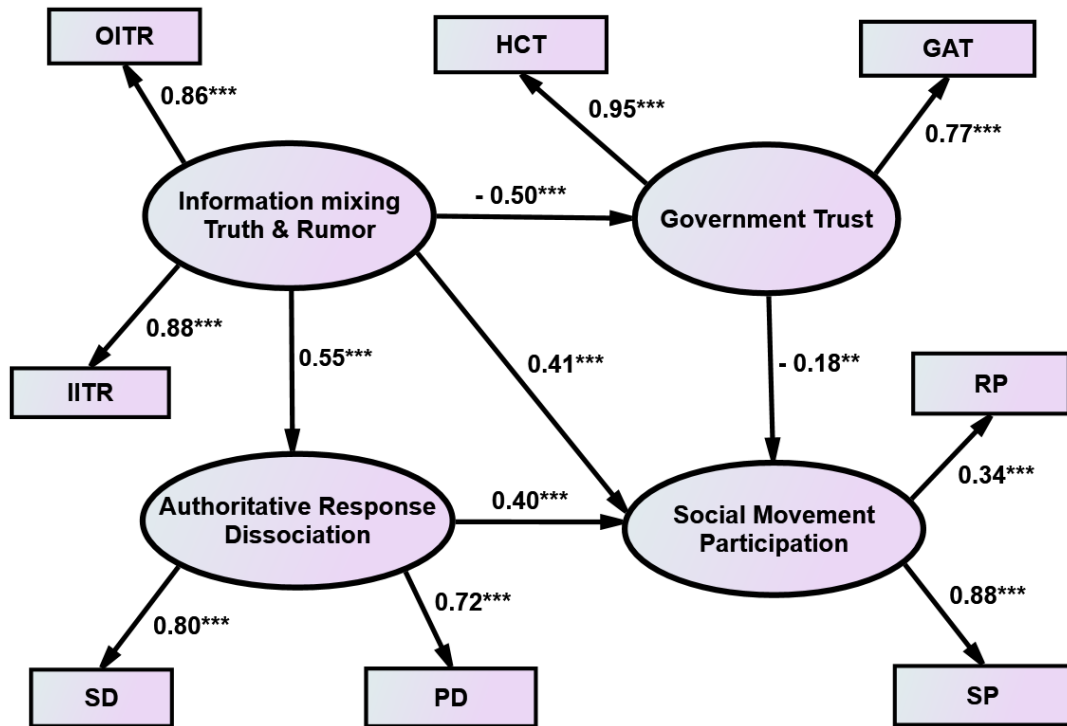 OITR
HCT
GAT
0.86***
0.95***
0.77***
Information mixing
Truth & Rumor
- 0.50***
Government Trust
0.88***
0.55***
0.41***
- 0.18**
IITR
RP
0.34***
Authoritative Response
Dissociation
0.40***
Social Movement
Participation
0.80***
0.72***
0.88***
SD
PD
SP